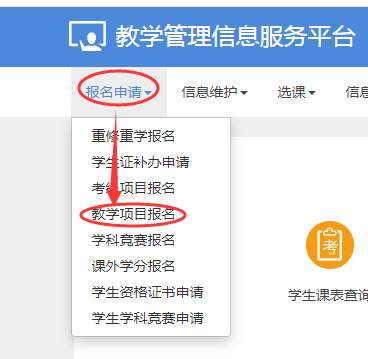 教学管理信息服务平台
报名申请 信息维护 选课 信息
重修重学报名
学生证补办申请
考级项目报名
教学项目报名
学科竞赛报名
课外学分报名
学生资格证书申请
学生学科竞赛申请
考
学生课表查询